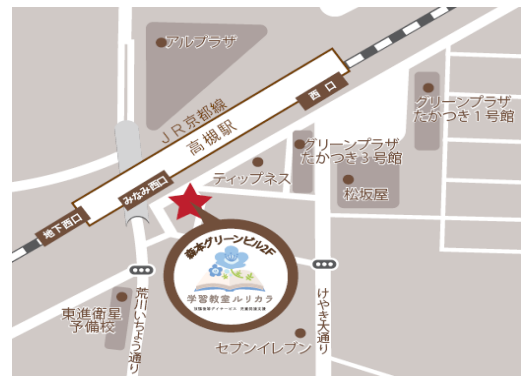 アルプラザ
JR京都線
高槻駅
西口
みなみ西口
地下西口
グリーンプラザ
たかつき1号館
グリーンプラザ
たかつき3号館
ティップネス
松坂屋
森本グリーンビル2F
学習教室ルリカラ
東進衛星
予備校
荒川いちょう通り
けやき大通り
セブンイレブン